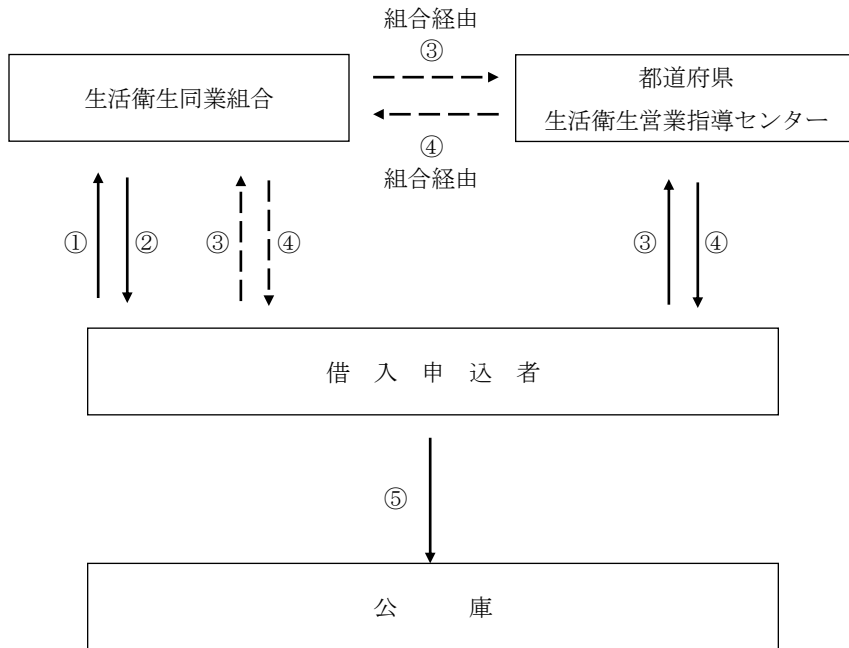 組合経由
③
生活衛生同業組合
都道府県
生活衛生営業指導センター
④
組合経由
①
②
③
④
③
④
借入申込者
⑤
公庫